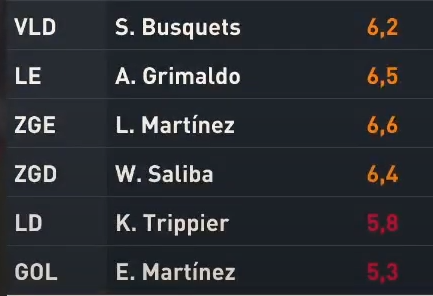 VLD S. Busquets 6,2
LE A. Grimaldo 6,5
ZGE L. Martínez 6,6
ZGD W. Saliba 6,4
LD K. Trippier 5,8
GOL E. Martínez 5,3